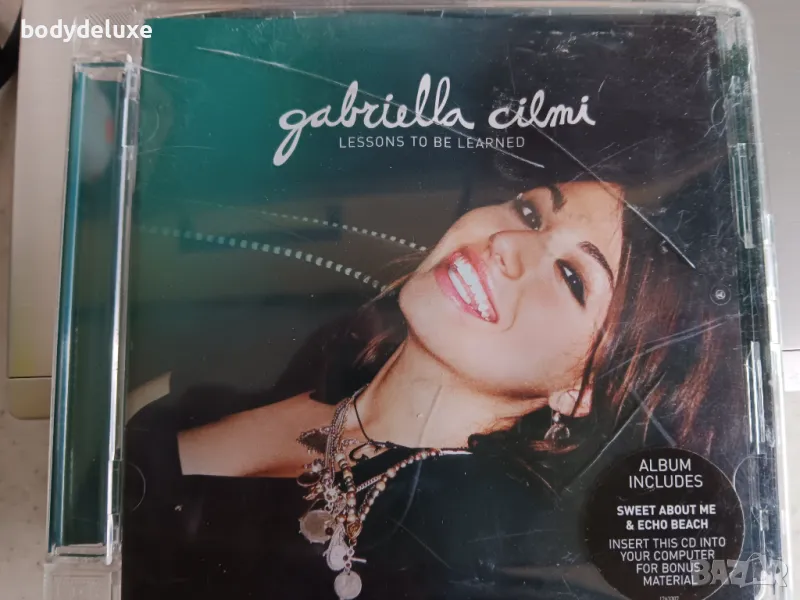 bodydeluxe
gabriella cilmi
LESSONS TO BE LEARNED
ALBUM
INCLUDES
SWEET ABOUT ME
& ECHO BEACH
INSERT THIS CD INTO
YOUR COMPUTER
FOR BONUS
MATERIAL
BAZAR